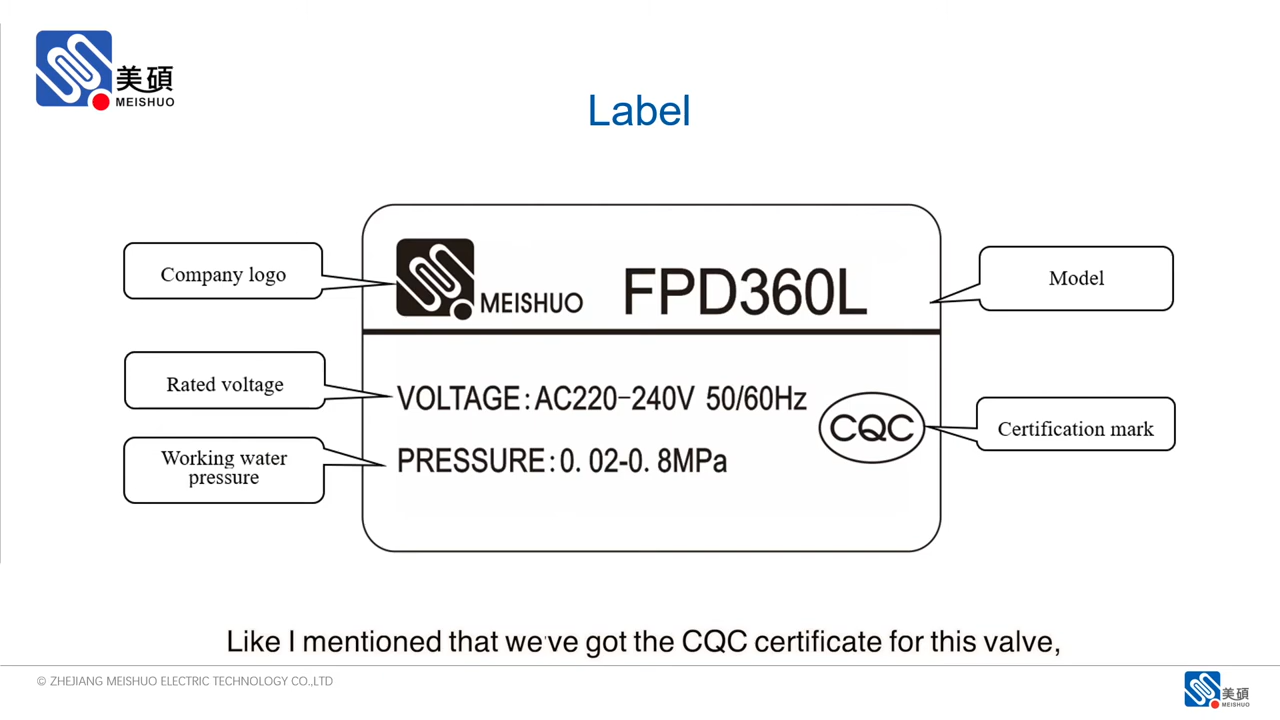 美碩
MEISHUO
Label
Company logo
MEISHUO
FPD360L
Model
Rated voltage
VOLTAGE:AC220-240V 50/60Hz
CQC
Certification mark
Working water
pressure
PRESSURE:0. 02-0. 8MPa
Like I mentioned that we've got the CQC certificate for this valve,
© ZHEJIANG MEISHUO ELECTRIC TECHNOLOGY CO.,LTD
美碩
MEISHUO